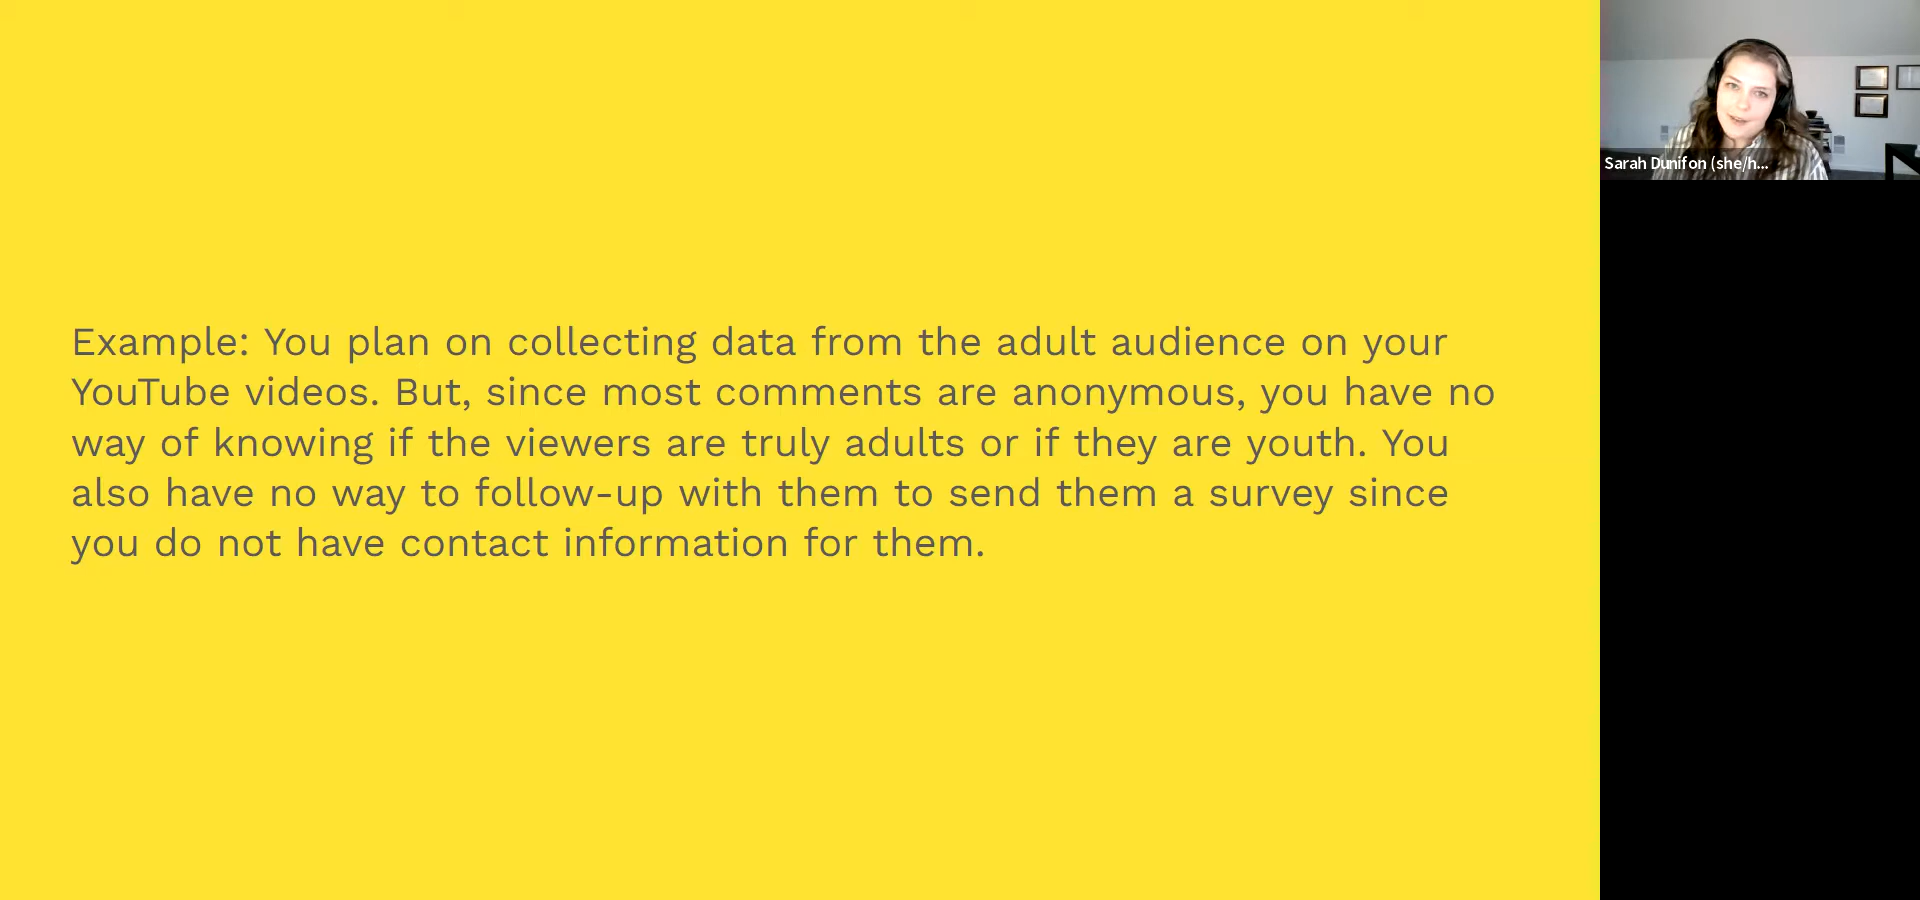 Example: You plan on collecting data from the adult audience on your
YouTube videos. But, since most comments are anonymous, you have no
way of knowing if the viewers are truly adults or if they are youth. You
also have no way to follow-up with them to send them a survey since
you do not have contact information for them.
Sarah Dunifon (she/h...